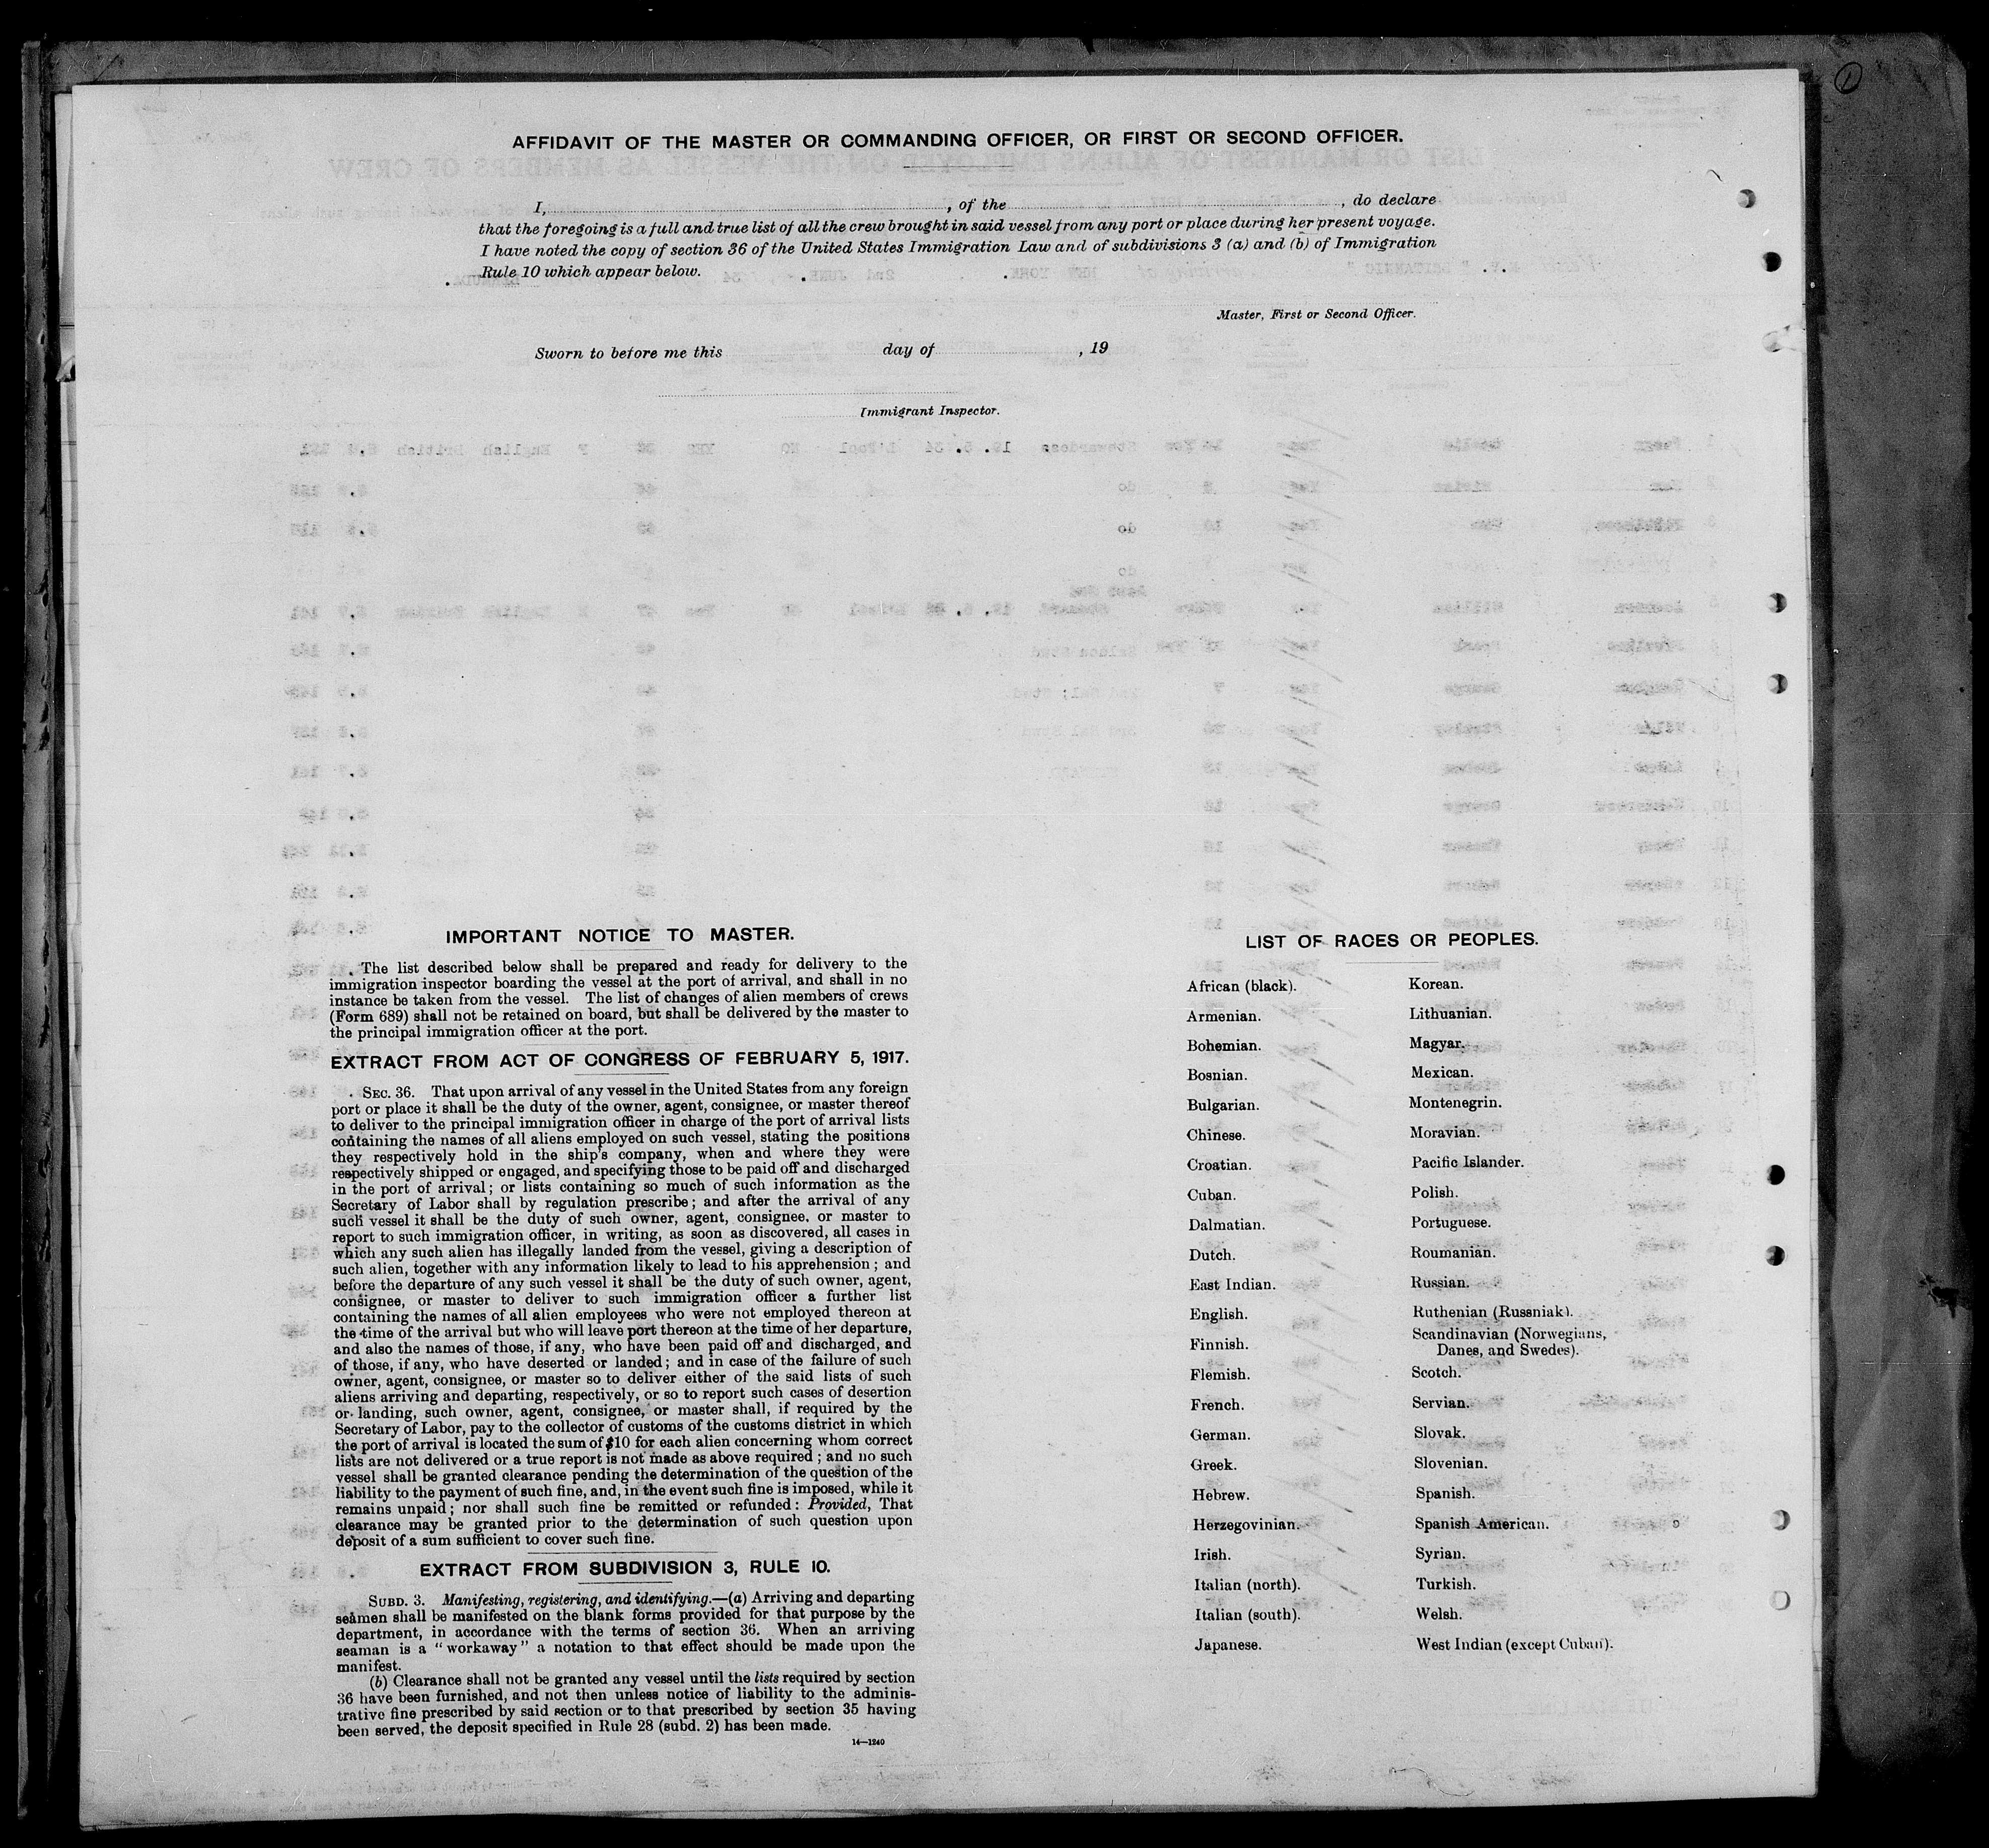 AFFIDAVIT OF THE MASTER OR COMMANDING OFFICER, OR FIRST OR SECOND OFFICER.
I, , of the , do declare
that the foregoing is a full and true list of all the crew brought in said vessel from any port or place during her present voyage.
I have noted the copy of section 36 of the United States Immigration Law and of subdivisions 3 (a) and (b) of Immigration
Rule 10 which appear below.
Master, First or Second Officer.
Sworn to before me this day of , 19
Immigrant Inspector.
IMPORTANT NOTICE TO MASTER.
The list described below shall be prepared and ready for delivery to the
immigration inspector boarding the vessel at the port of arrival, and shall in no
instance be taken from the vessel. The list of changes of alien members of crews
(Form 689) shall not be retained on board, but shall be delivered by the master to
the principal immigration officer at the port.
EXTRACT FROM ACT OF CONGRESS OF FEBRUARY 5, 1917.
SEC. 36. That upon arrival of any vessel in the United States from any foreign
port or place it shall be the duty of the owner, agent, consignee, or master thereof
to deliver to the principal immigration officer in charge of the port of arrival lists
containing the names of all aliens employed on such vessel, stating the positions
they respectively hold in the ship's company, when and where they were
respectively shipped or engaged, and specifying those to be paid off and discharged
in the port of arrival; or lists containing so much of such information as the
Secretary of Labor shall by regulation prescribe; and after the arrival of any
such vessel it shall be the duty of such owner, agent, consignee, or master to
report to such immigration officer, in writing, as soon as discovered, all cases in
which any such alien has illegally landed from the vessel, giving a description of
such alien, together with any information likely to lead to his apprehension; and
before the departure of any such vessel it shall be the duty of such owner, agent,
consignee, or master to deliver to such immigration officer a further list
containing the names of all alien employees who were not employed thereon at
the time of the arrival but who will leave port thereon at the time of her departure,
and also the names of those, if any, who have been paid off and discharged, and
of those, if any, who have deserted or landed; and in case of the failure of such
owner, agent, consignee, or master so to deliver either of the said lists of such
aliens arriving and departing, respectively, or so to report such cases of desertion
or landing, such owner, agent, consignee, or master shall, if required by the
Secretary of Labor, pay to the collector of customs of the customs district in which
the port of arrival is located the sum of $10 for each alien concerning whom correct
lists are not delivered or a true report is not made as above required; and no such
vessel shall be granted clearance pending the determination of the question of the
liability to the payment of such fine, and, in the event such fine is imposed, while it
remains unpaid; nor shall such fine be remitted or refunded: Provided, That
clearance may be granted prior to the determination of such question upon
deposit of a sum sufficient to cover such fine.
EXTRACT FROM SUBDIVISION 3, RULE 10.
SUBD. 3. Manifesting, registering, and identifying.—(a) Arriving and departing
seamen shall be manifested on the blank forms provided for that purpose by the
department, in accordance with the terms of section 36. When an arriving
seaman is a "workaway" a notation to that effect should be made upon the
manifest.
(b) Clearance shall not be granted any vessel until the lists required by section
36 have been furnished, and not then unless notice of liability to the adminis-
trative fine prescribed by said section or to that prescribed by section 35 having
been served, the deposit specified in Rule 28 (subd. 2) has been made.
14—1240
LIST OF RACES OR PEOPLES.
African (black).
Armenian.
Bohemian.
Bosnian.
Bulgarian.
Chinese.
Croatian.
Cuban.
Dalmatian.
Dutch.
East Indian.
English.
Finnish.
Flemish.
French.
German.
Greek.
Hebrew.
Herzegovinian.
Irish.
Italian (north).
Italian (south).
Japanese.
Korean.
Lithuanian.
Magyar.
Mexican.
Montenegrin.
Moravian.
Pacific Islander.
Polish.
Portuguese.
Roumanian.
Russian.
Ruthenian (Russniak).
Scandinavian (Norwegians,
Danes, and Swedes).
Scotch.
Servian.
Slovak.
Slovenian.
Spanish.
Spanish American.
Syrian.
Turkish.
Welsh.
West Indian (except Cuban).
1